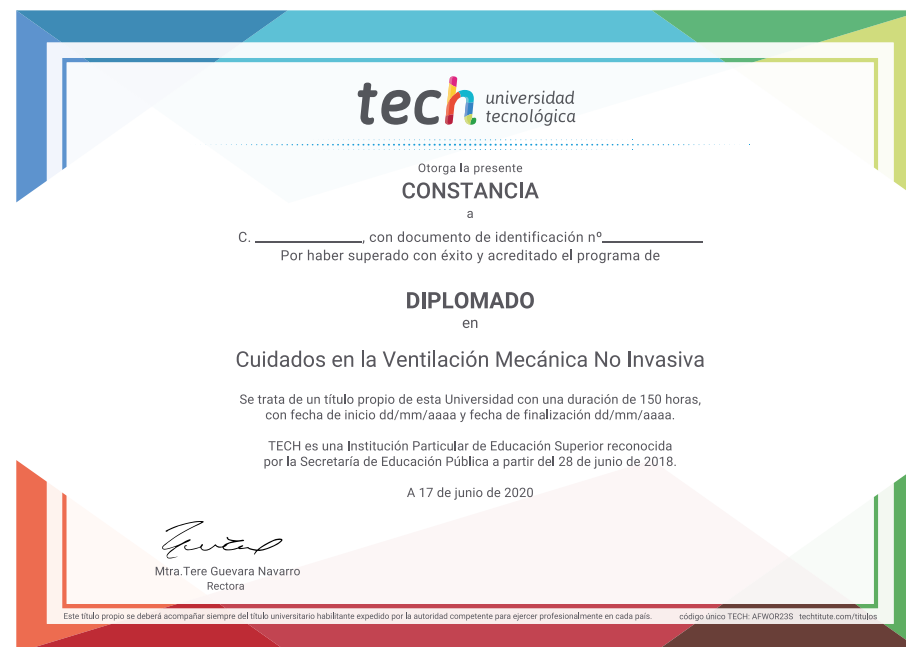 tech universidad
tecnológica
Otorga la presente
CONSTANCIA
a
C. ____________, con documento de identificación nº____________
Por haber superado con éxito y acreditado el programa de
DIPLOMADO
en
Cuidados en la Ventilación Mecánica No Invasiva
Se trata de un título propio de esta Universidad con una duración de 150 horas,
con fecha de inicio dd/mm/aaaa y fecha de finalización dd/mm/aaaa.
TECH es una Institución Particular de Educación Superior reconocida
por la Secretaría de Educación Pública a partir del 28 de junio de 2018.
A 17 de junio de 2020
Mtra.Tere Guevara Navarro
Rectora
Este título propio se deberá acompañar siempre del título universitario habilitante expedido por la autoridad competente para ejercer profesionalmente en cada país. código único TECH: AFWOR23S techtitute.com/titulos